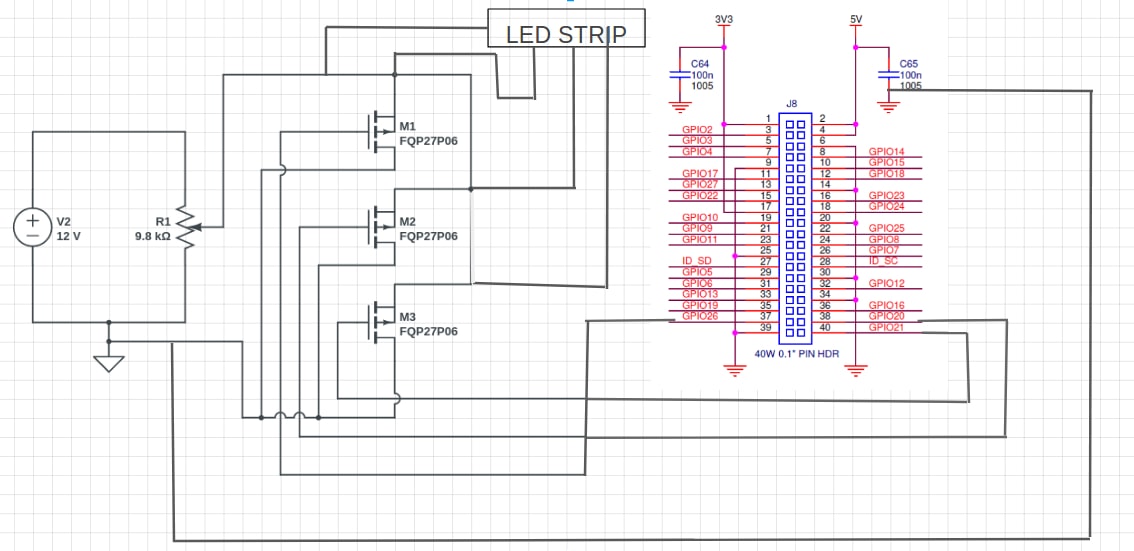 LED STRIP
3V3
5V
C64
100n
1005
C65
100n
1005
J8
1 2
GPIO2 3 4
GPIO3 5 6
GPIO4 7 8 GPIO14
9 10 GPIO15
GPIO17 11 12 GPIO18
GPIO27 13 14
GPIO22 15 16 GPIO23
17 18 GPIO24
GPIO10 19 20
GPIO9 21 22 GPIO25
GPIO11 23 24 GPIO8
25 26 GPIO7
ID_SD 27 28 ID_SC
GPIO5 29 30
GPIO6 31 32 GPIO12
GPIO13 33 34
GPIO19 35 36 GPIO16
GPIO26 37 38 GPIO20
39 40 GPIO21
40W 0.1" PIN HDR
M1
FQP27P06
M2
FQP27P06
M3
FQP27P06
V2
12 V
R1
9.8 kΩ